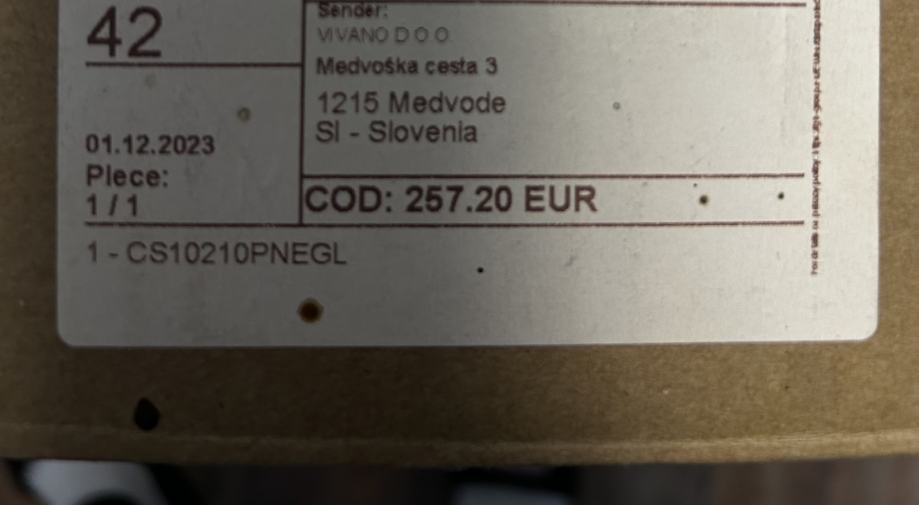 42
01.12.2023
Piece:
1 / 1
Sender:
VIVANO D O O
Medvoška cesta 3
1215 Medvode
SI - Slovenia
COD: 257.20 EUR
1 - CS10210PNEGL